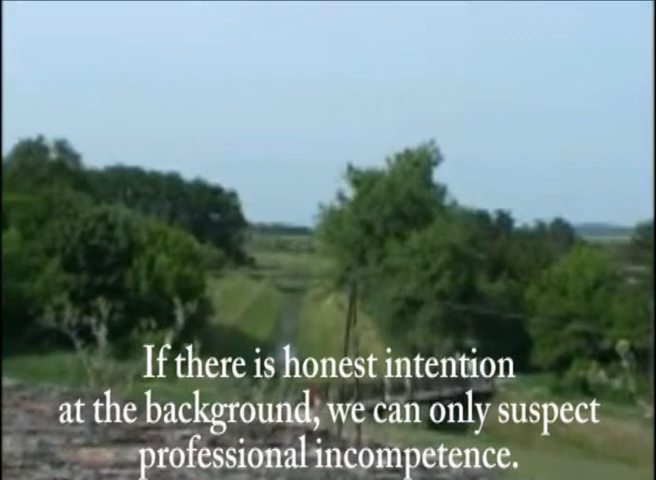 If there is honest intention
at the background, we can only suspect
professional incompetence.